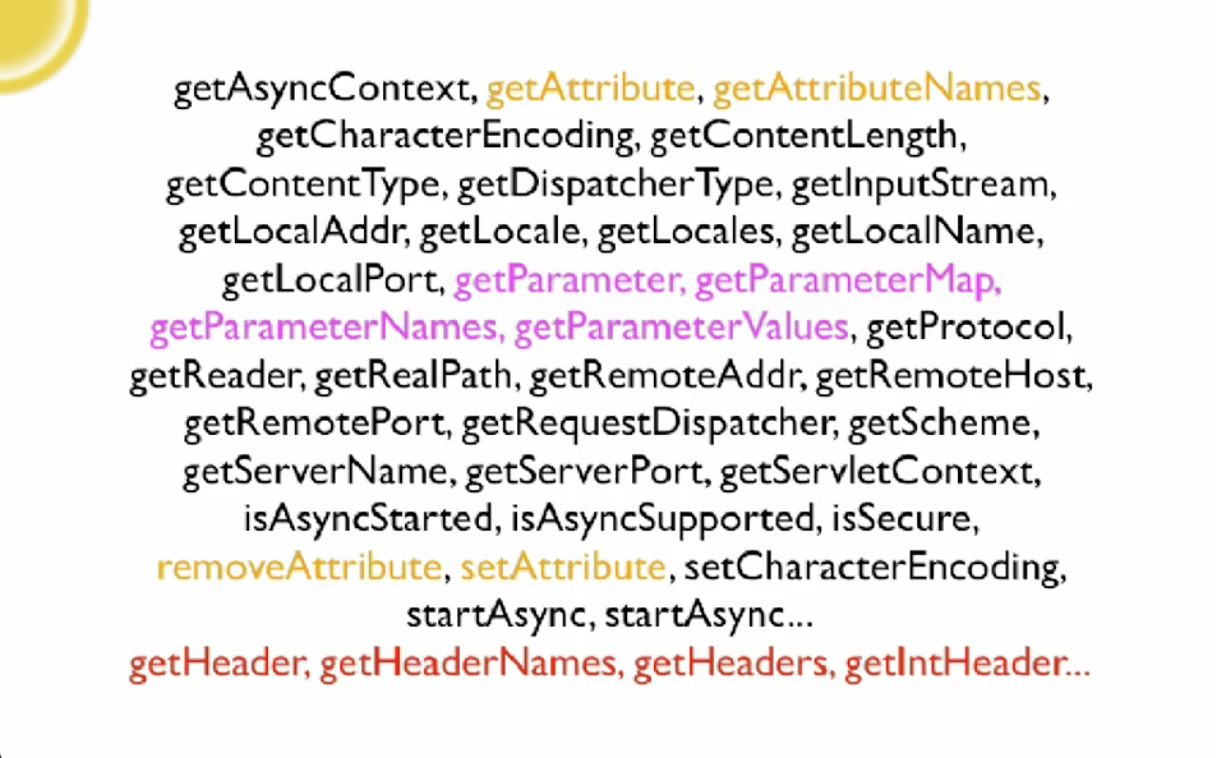 getAsyncContext, getAttribute, getAttributeNames,
getCharacterEncoding, getContentLength,
getContentType, getDispatcherType, getInputStream,
getLocalAddr, getLocale, getLocales, getLocalName,
getLocalPort, getParameter, getParameterMap,
getParameterNames, getParameterValues, getProtocol,
getReader, getRealPath, getRemoteAddr, getRemoteHost,
getRemotePort, getRequestDispatcher, getScheme,
getServerName, getServerPort, getServletContext,
isAsyncStarted, isAsyncSupported, isSecure,
removeAttribute, setAttribute, setCharacterEncoding,
startAsync, startAsync...
getHeader, getHeaderNames, getHeaders, getIntHeader...